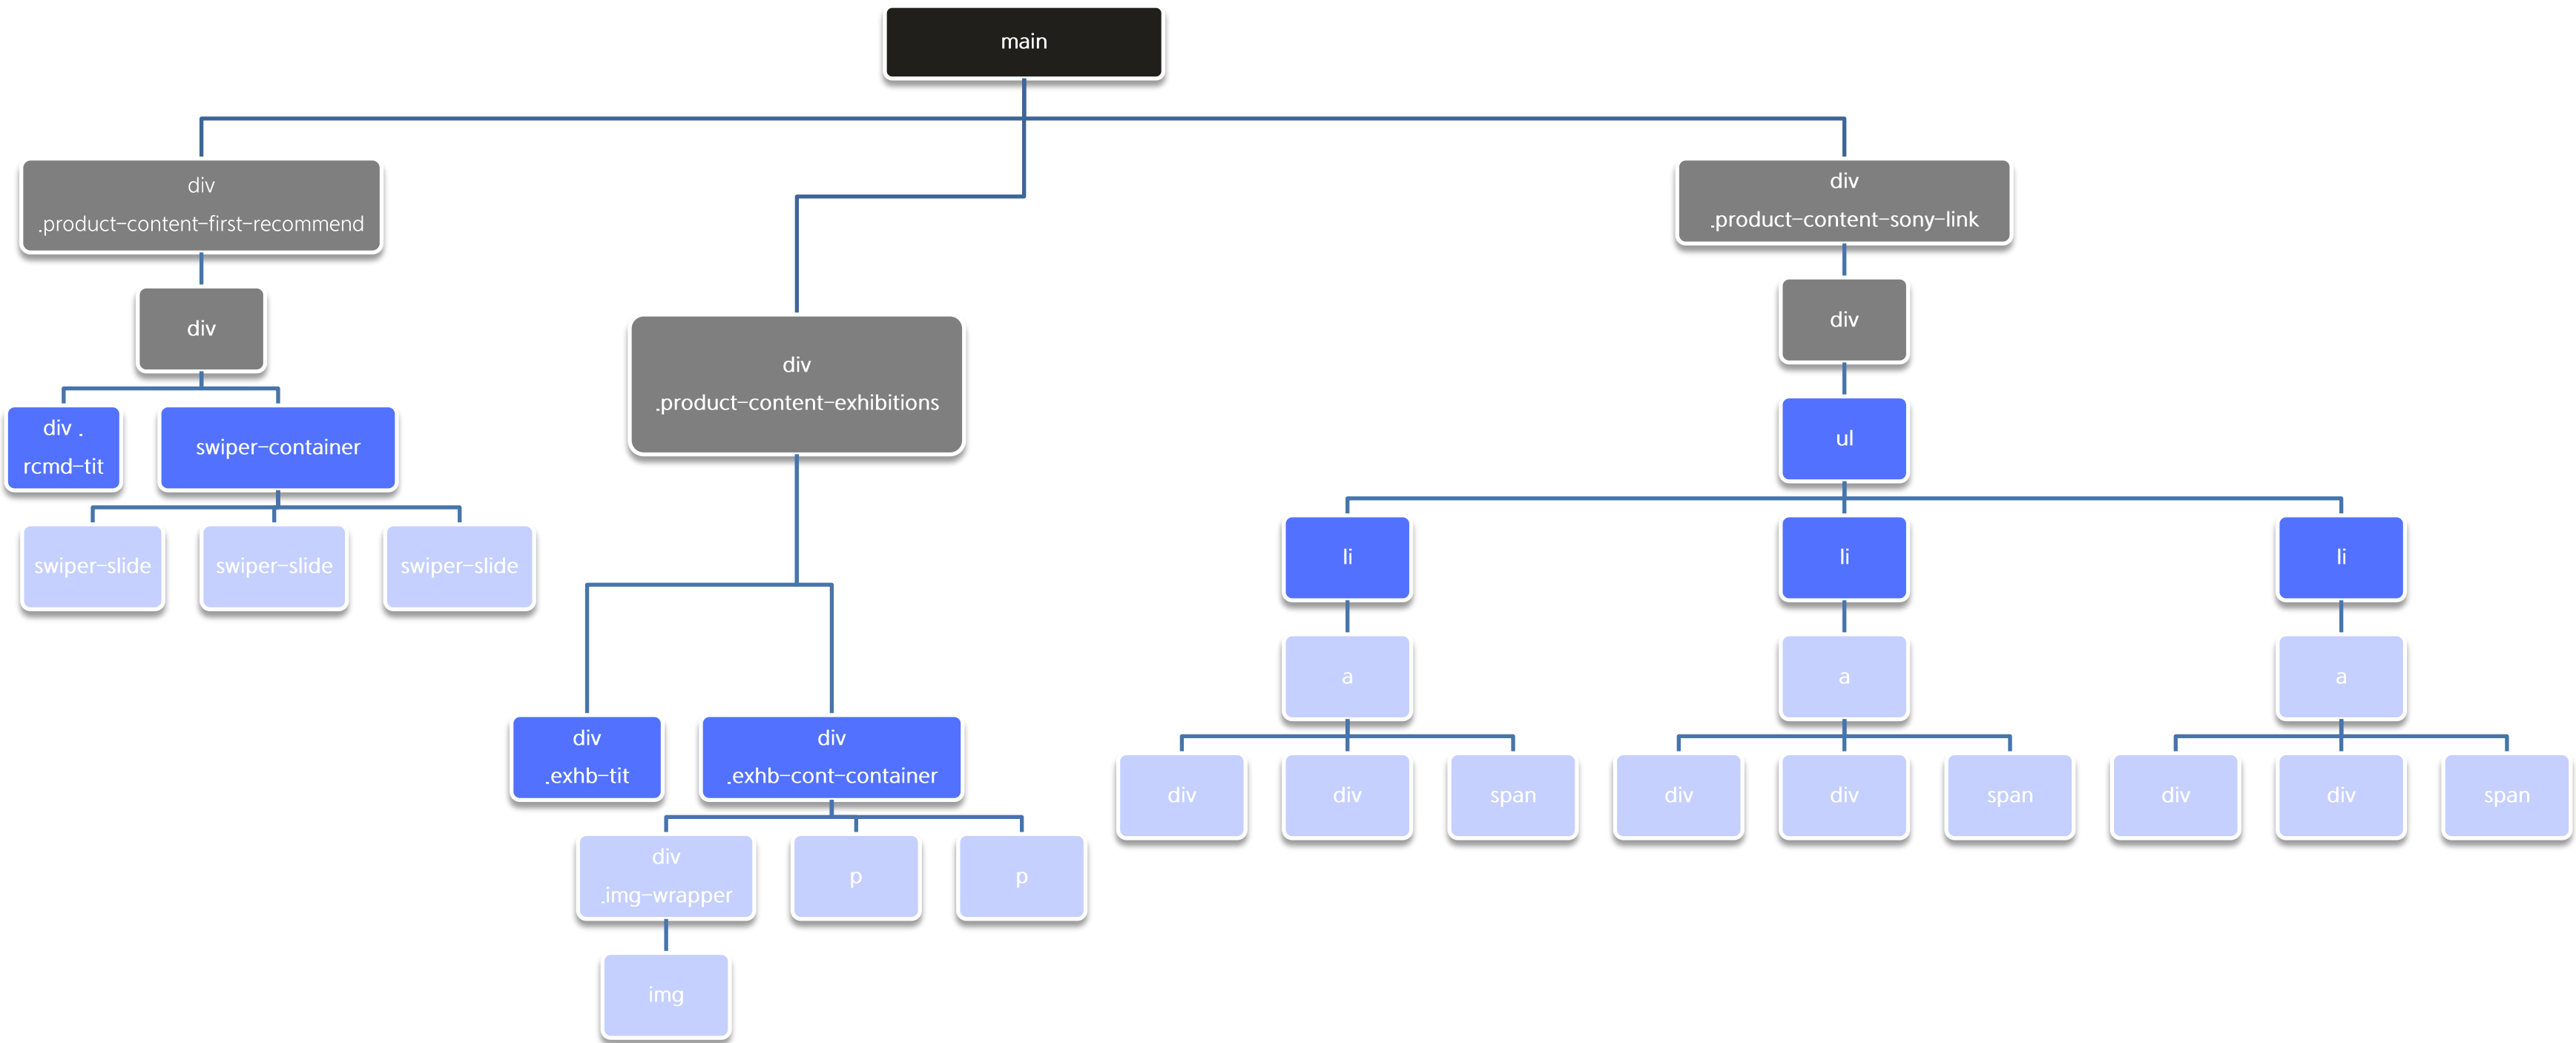 main
div
.product-content-first-recommend
div
.product-content-sony-link
div
div
div
.product-content-exhibitions
div .
rcmd-tit
swiper-container
ul
swiper-slide
swiper-slide
swiper-slide
li
li
li
a
a
a
div
.exhb-tit
div
.exhb-cont-container
div
div
span
div
div
span
div
div
span
div
.img-wrapper
p
p
img